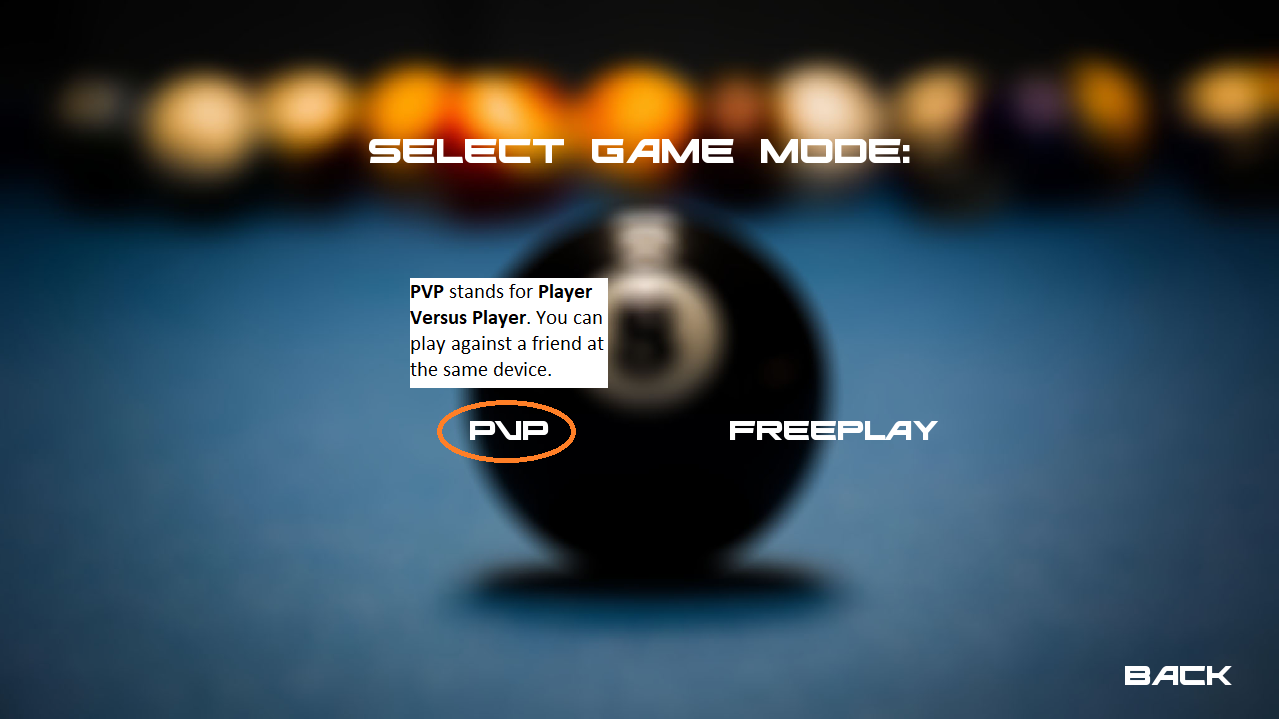 SELECT GAME MODE:
PVP stands for Player
Versus Player. You can
play against a friend at
the same device.
PVP
FREEPLAY
BACK